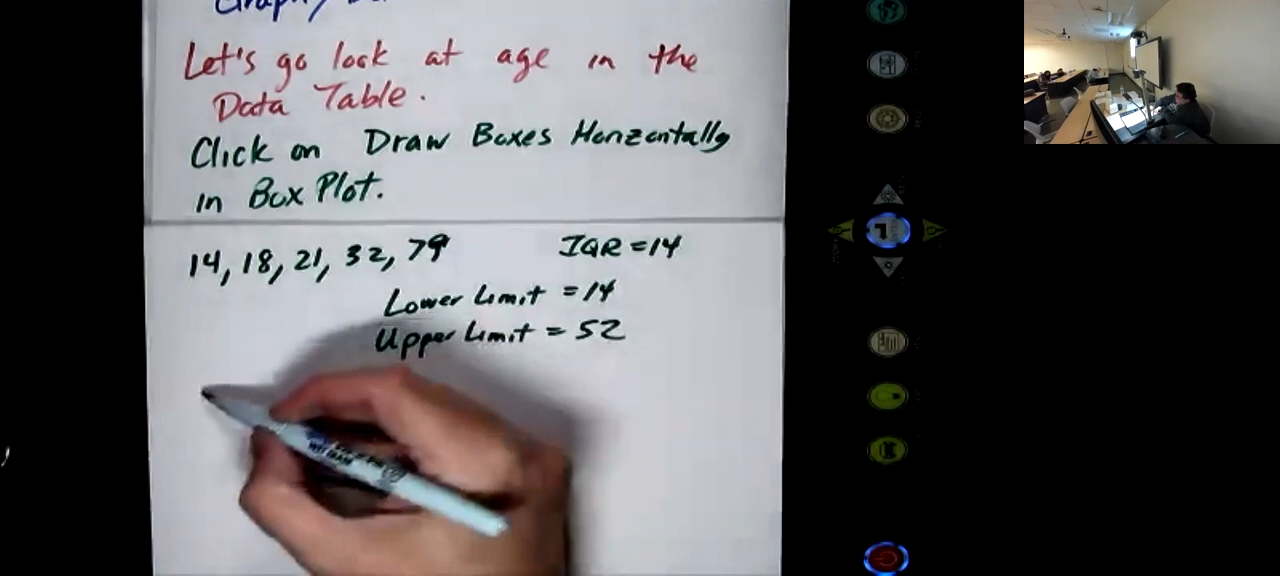 Graph/
Let's go look at age in the
Data Table.
Click on Draw Boxes Horizontally
in Box Plot.
14, 18, 21, 32, 79 IQR = 14
Lower Limit = 14
Upper Limit = 52